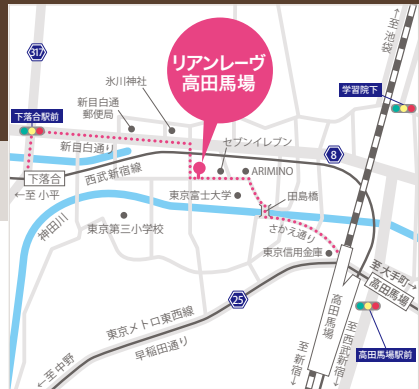 317
氷川神社
新目白通
郵便局
リアンレーヴ
高田馬場
←至 池袋
学習院下
下落合駅前
新目白通り
セブンイレブン
8
下落合
←至 小平
西武新宿線
ARIMINO
東京富士大学
田島橋
神田川
東京第三小学校
さかえ通り
東京信用金庫
至大手町→
高田馬場
25
東京メトロ東西線
早稲田通り
←至中野
高田馬場
至新宿→
至西武新宿→
高田馬場駅前